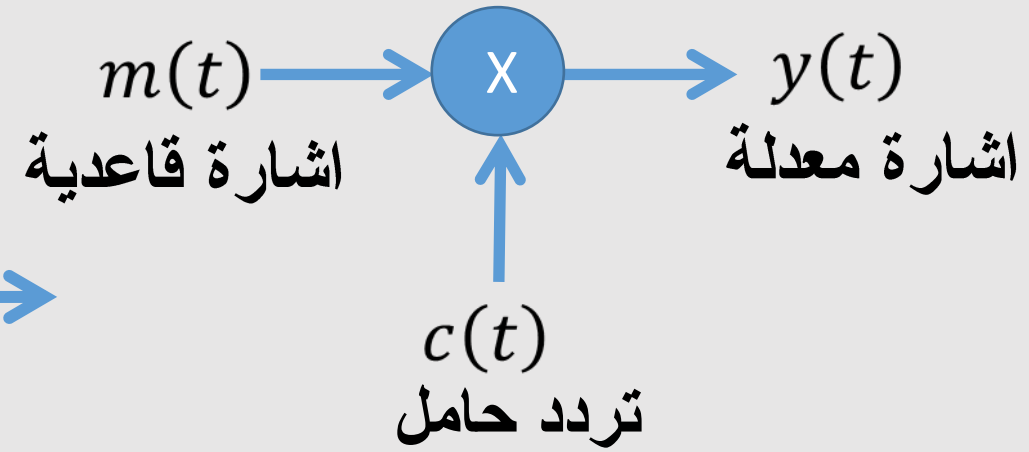 m(t)
X
y(t)
اشارة قاعدية
اشارة معدلة
c(t)
تردد حامل